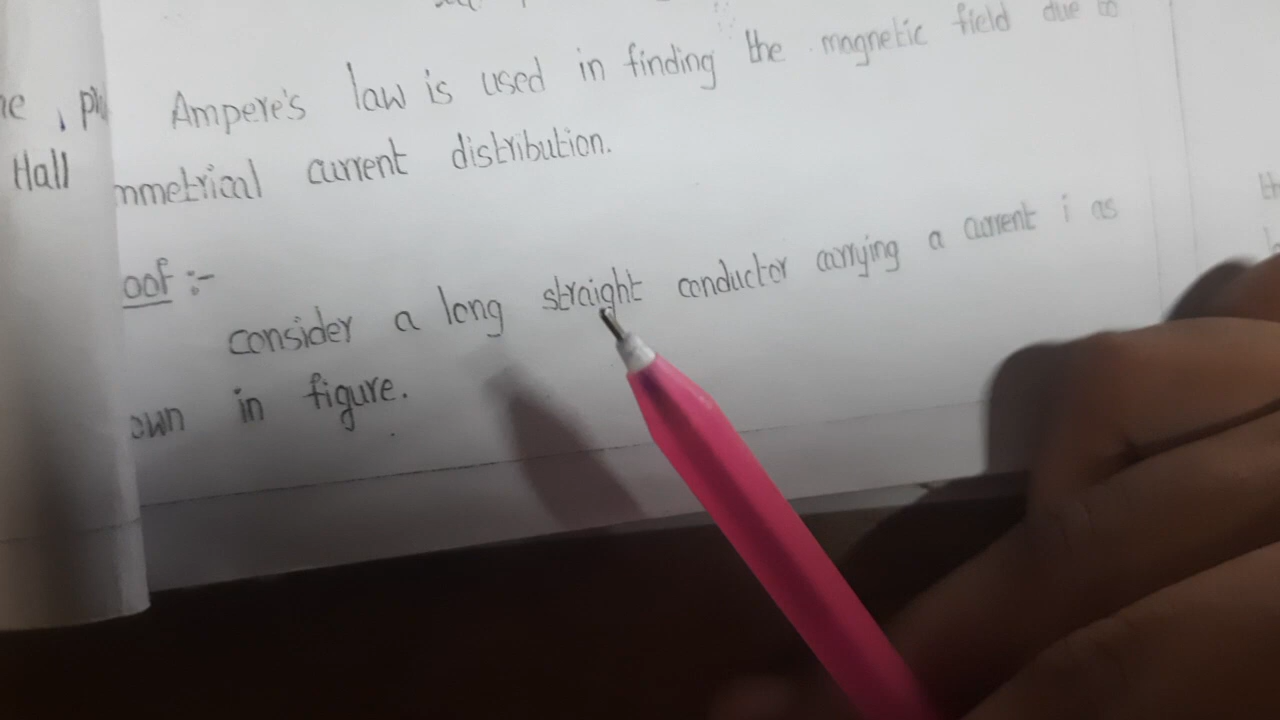 Ampere's law is used in finding the magnetic field due to
mmetrical current distribution.
Hall
oof :-
consider a long straight conductor carrying a current i as
own in figure.